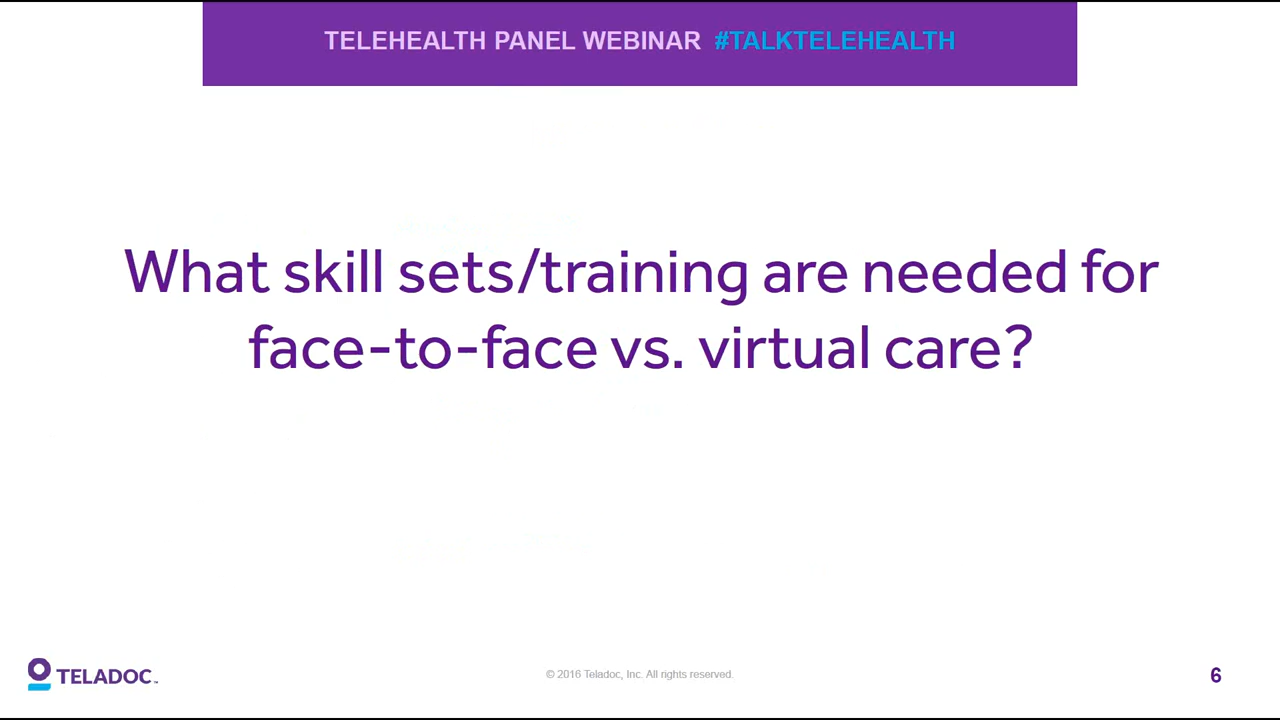 TELEHEALTH PANEL WEBINAR #TALKTELEHEALTH
What skill sets/training are needed for
face-to-face vs. virtual care?
TELADOC™
© 2016 Teladoc, Inc. All rights reserved.
6